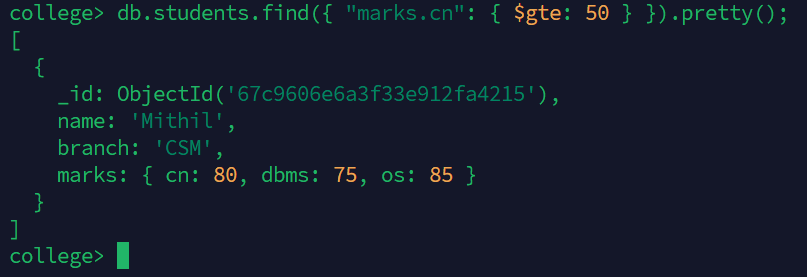 college> db.students.find({ "marks.cn": { $gte: 50 } }).pretty();
[
  {
    _id: ObjectId('67c9606e6a3f33e912fa4215'),
    name: 'Mithil',
    branch: 'CSM',
    marks: { cn: 80, dbms: 75, os: 85 }
  }
]
college>